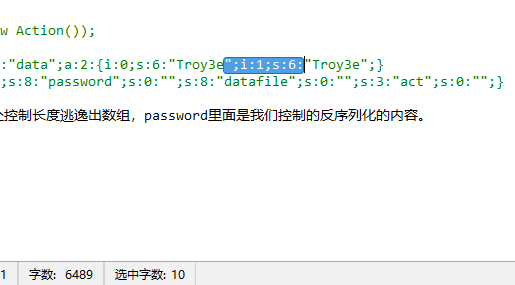 w Action());
:"data";a:2:{i:0;s:6:"Troy3e";i:1;s:6:"Troy3e";}
;s:8:"password";s:0:"";s:8:"datafile";s:0:"";s:3:"act";s:0:"";}
控制长度逃逸出数组，password里面是我们控制的反序列化的内容。
1 字数: 6489 选中字数: 10